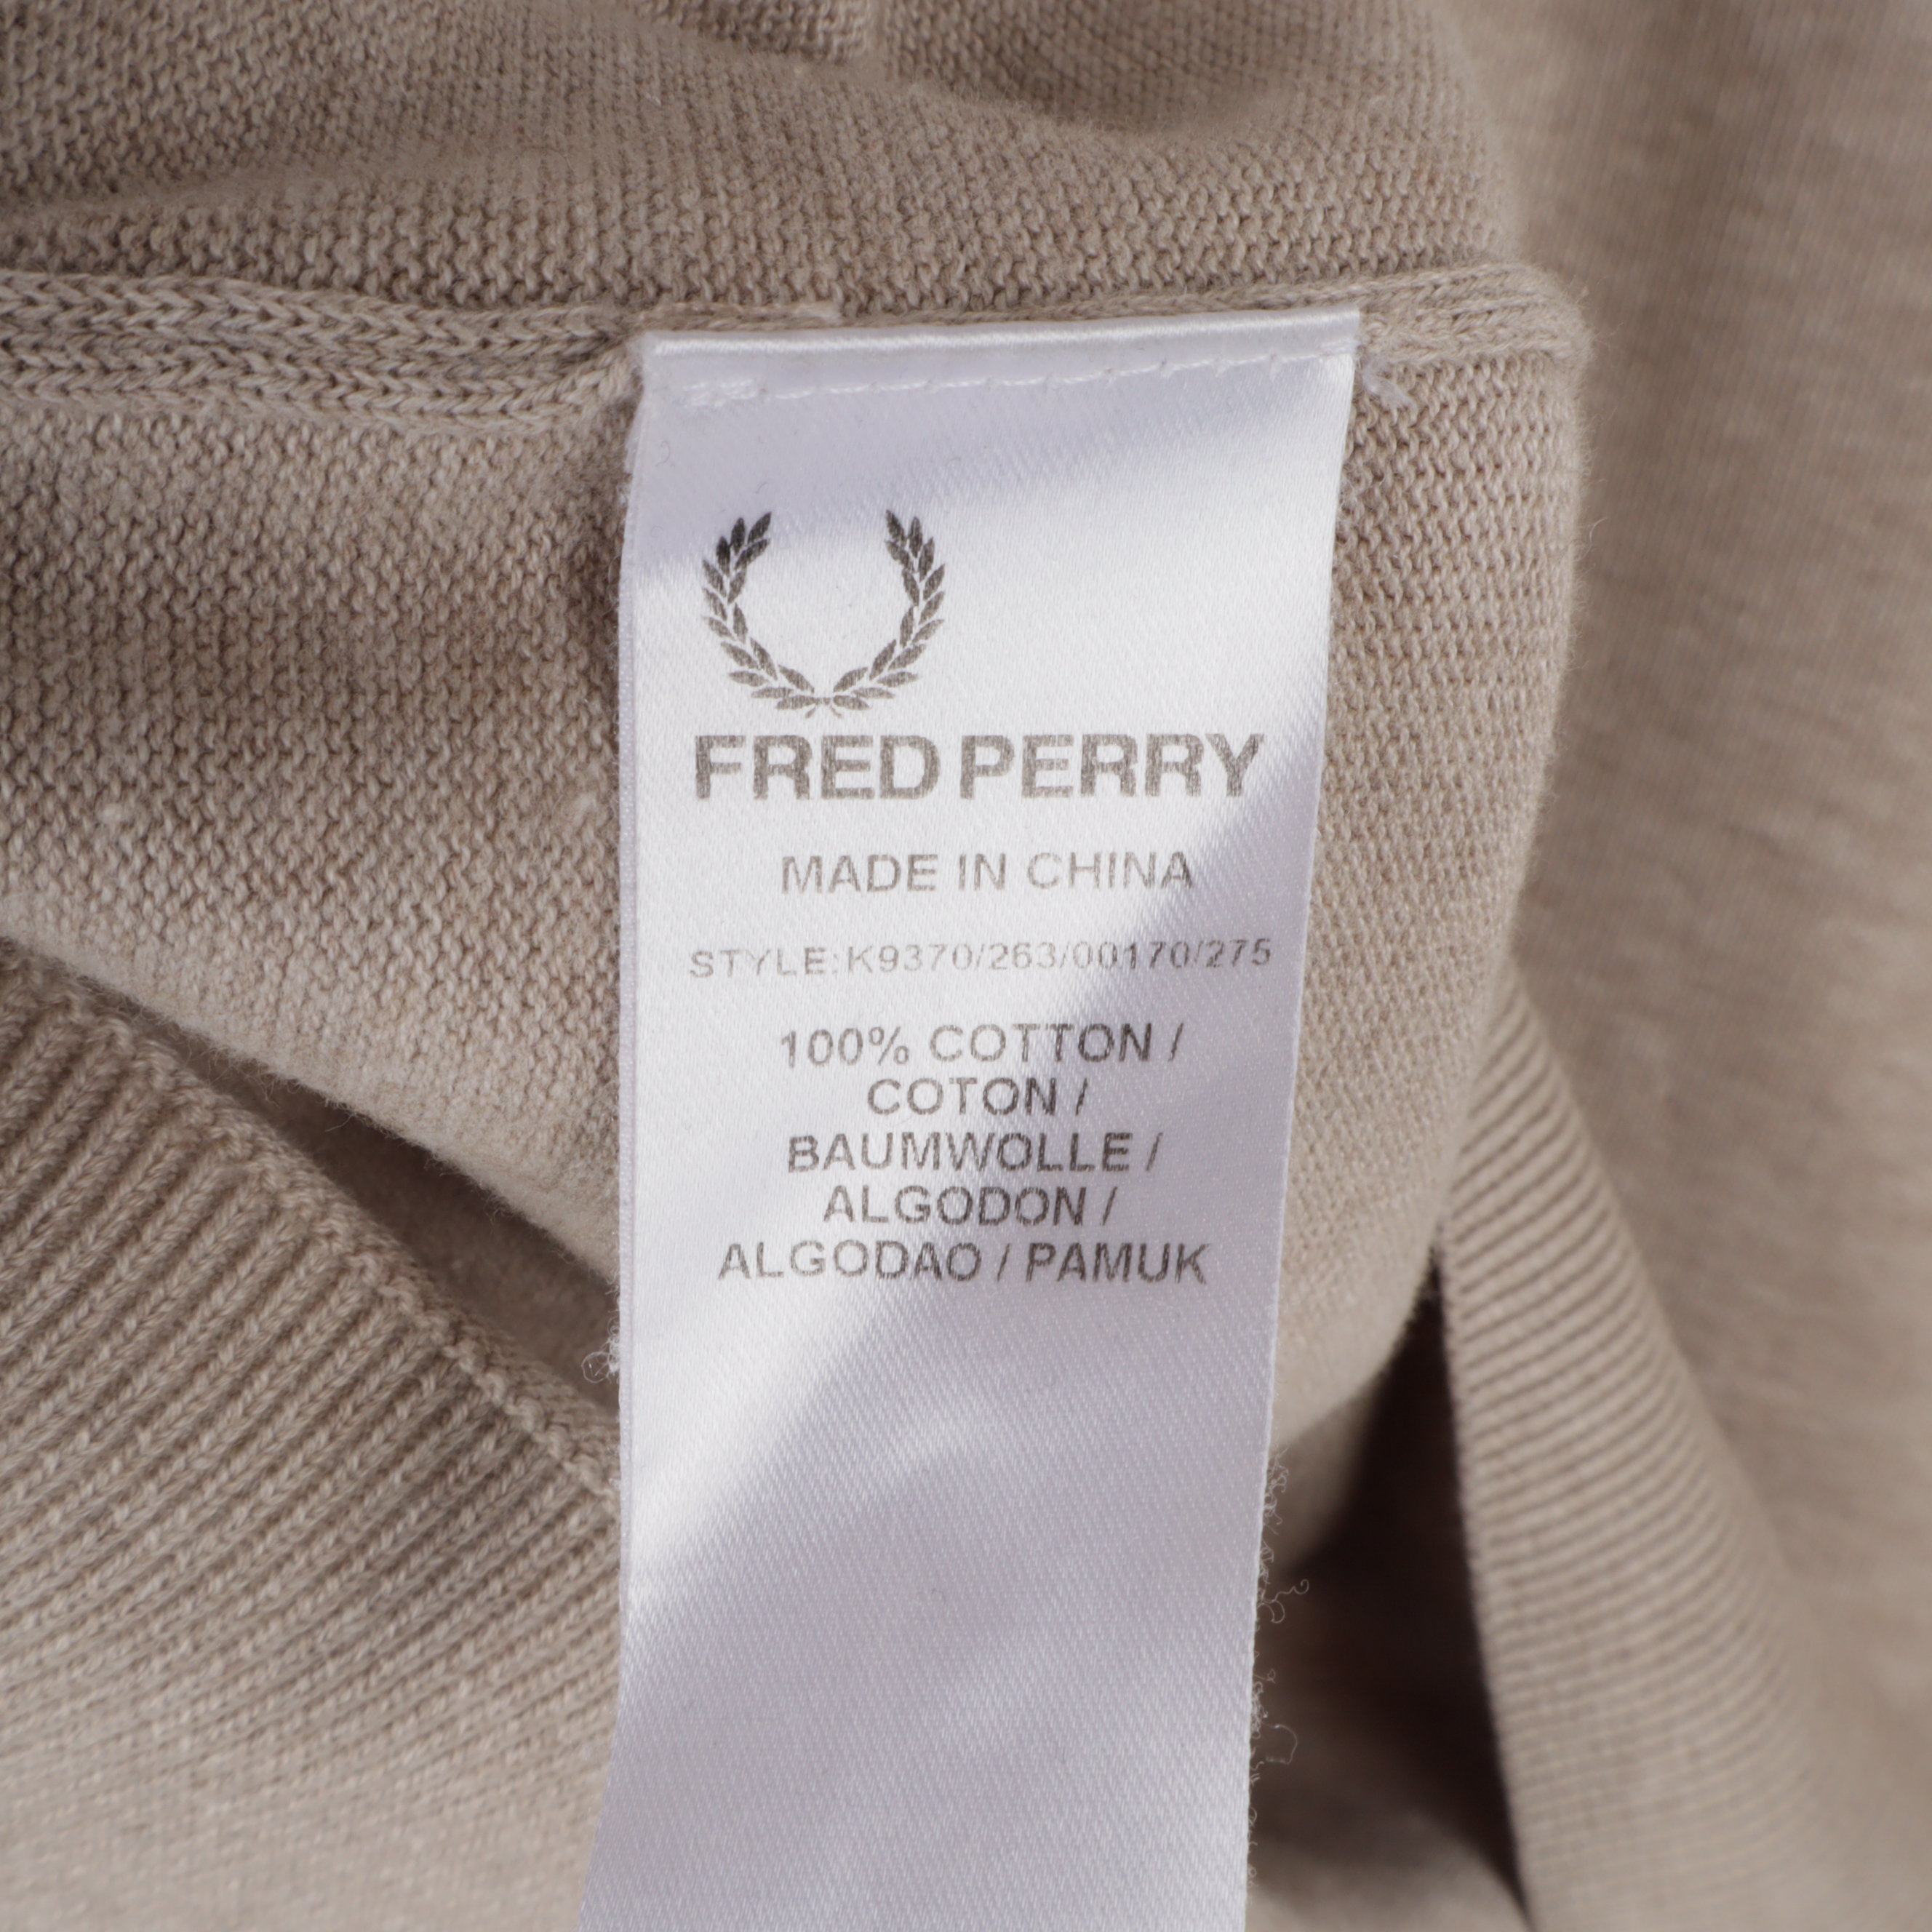 FRED PERRY
MADE IN CHINA
STYLE:K9370/263/00170/275
100% COTTON /
COTON /
BAUMWOLLE /
ALGODON /
ALGODAO / PAMUK